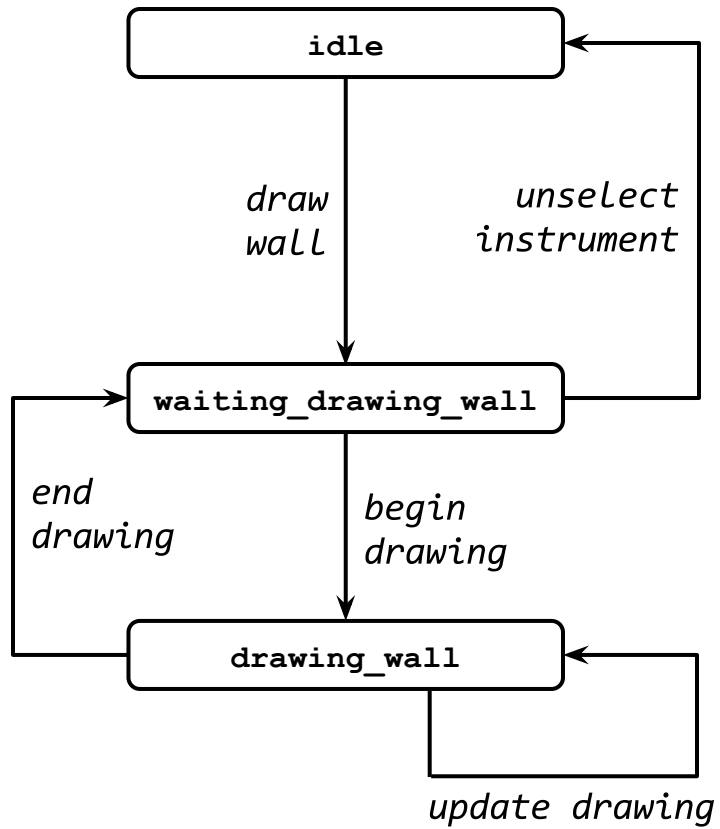 idle
draw
wall
unselect
instrument
waiting_drawing_wall
end
drawing
begin
drawing
drawing_wall
update drawing